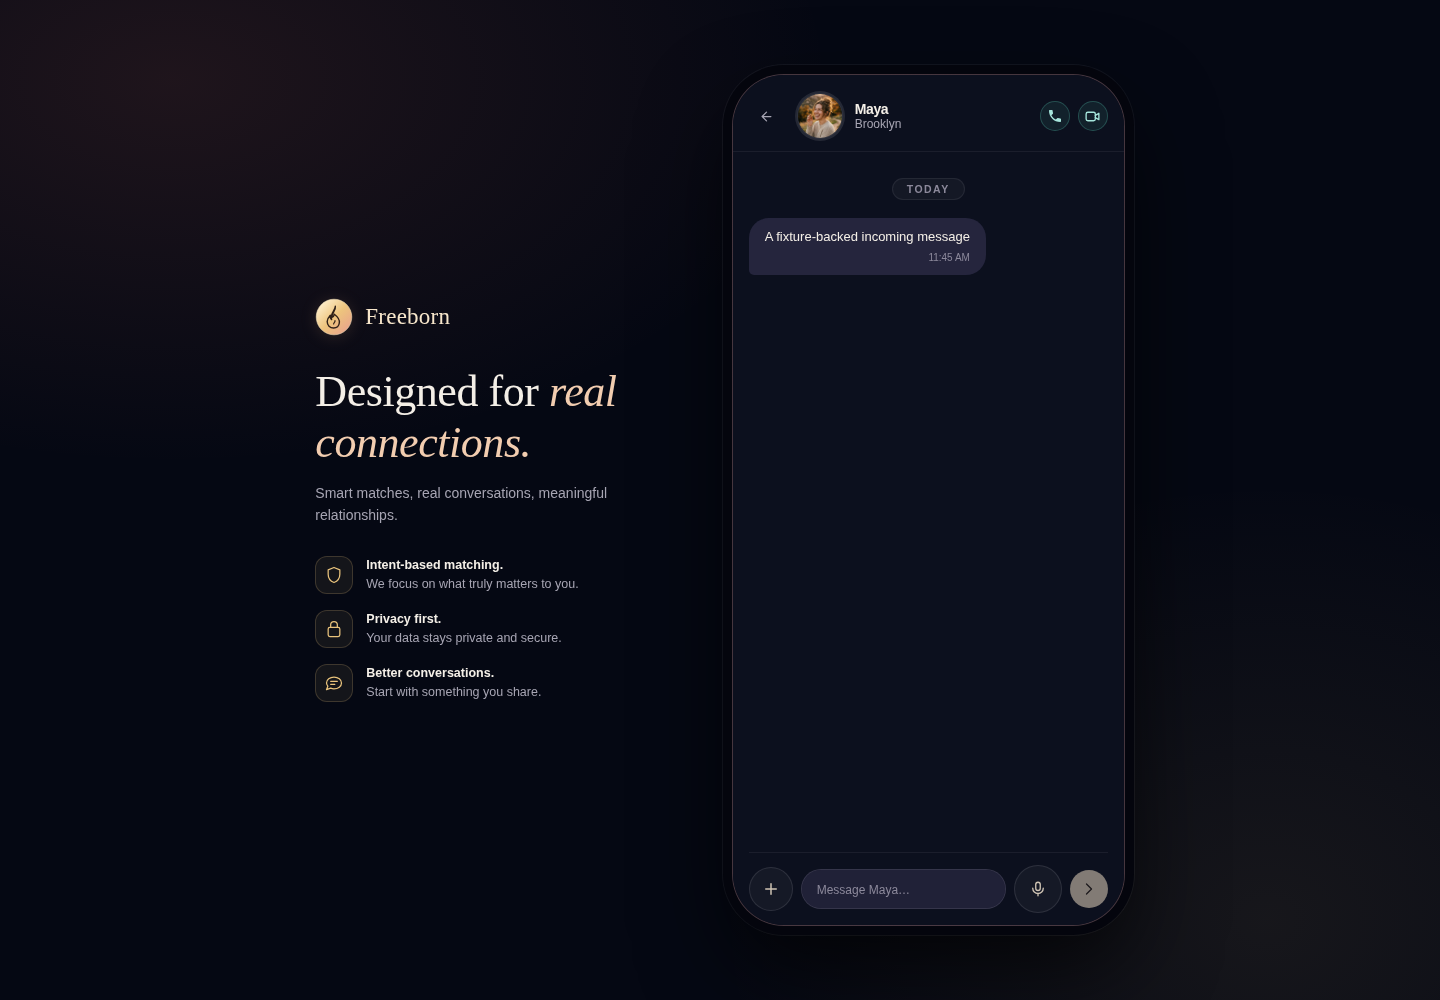 Freeborn
Designed for real
connections.
Smart matches, real conversations, meaningful
relationships.
Intent-based matching.
We focus on what truly matters to you.
Privacy first.
Your data stays private and secure.
Better conversations.
Start with something you share.
Maya
Brooklyn
TODAY
A fixture-backed incoming message
11:45 AM
Message Maya…